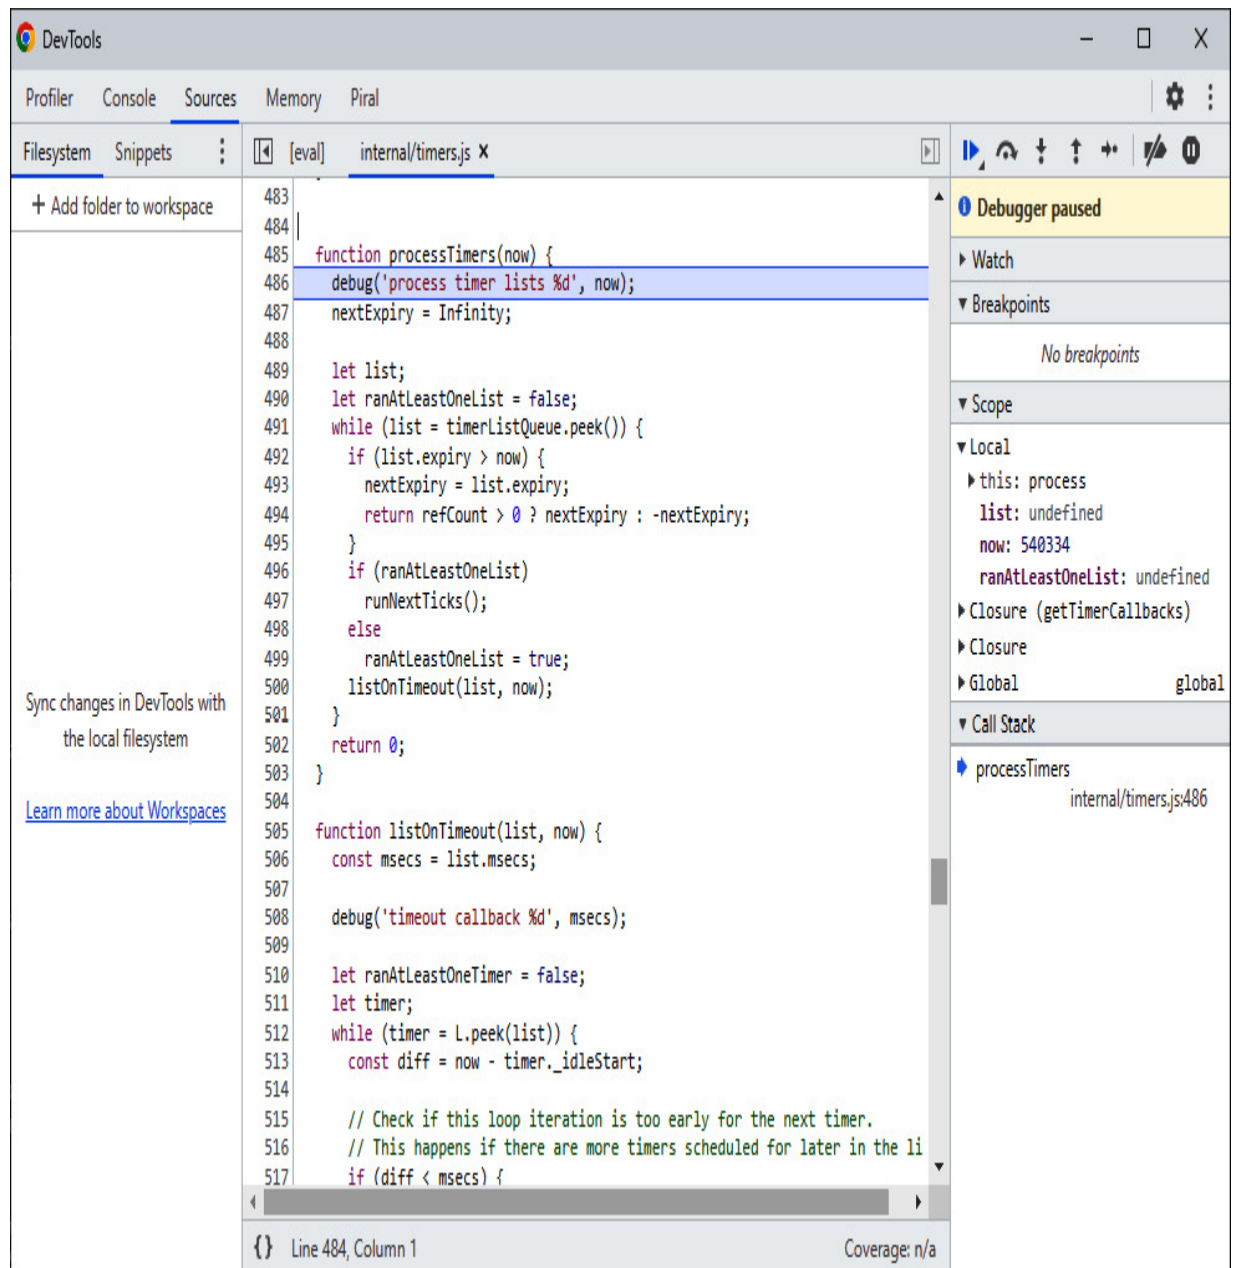 DevTools
Profiler Console Sources Memory Piral
Filesystem Snippets
+ Add folder to workspace
Sync changes in DevTools with
the local filesystem
Learn more about Workspaces
[eval] internal/timers.js ×
483
484
485 function processTimers(now) {
486 debug('process timer lists %d', now);
487 nextExpiry = Infinity;
488
489 let list;
490 let ranAtLeastOneList = false;
491 while (list = timerListQueue.peek()) {
492 if (list.expiry > now) {
493 nextExpiry = list.expiry;
494 return refCount > 0 ? nextExpiry : -nextExpiry;
495 }
496 if (ranAtLeastOneList)
497 runNextTicks();
498 else
499 ranAtLeastOneList = true;
500 listOnTimeout(list, now);
501 }
502 return 0;
503 }
504
505 function listOnTimeout(list, now) {
506 const msecs = list.msecs;
507
508 debug('timeout callback %d', msecs);
509
510 let ranAtLeastOneTimer = false;
511 let timer;
512 while (timer = L.peek(list)) {
513 const diff = now - timer._idleStart;
514
515 // Check if this loop iteration is too early for the next timer.
516 // This happens if there are more timers scheduled for later in the li
517 if (diff < msecs) {
{} Line 484, Column 1 Coverage: n/a
Debugger paused
Watch
Breakpoints
No breakpoints
Scope
Local
this: process
list: undefined
now: 540334
ranAtLeastOneList: undefined
Closure (getTimerCallbacks)
Closure
Global global
Call Stack
processTimers
internal/timers.js:486